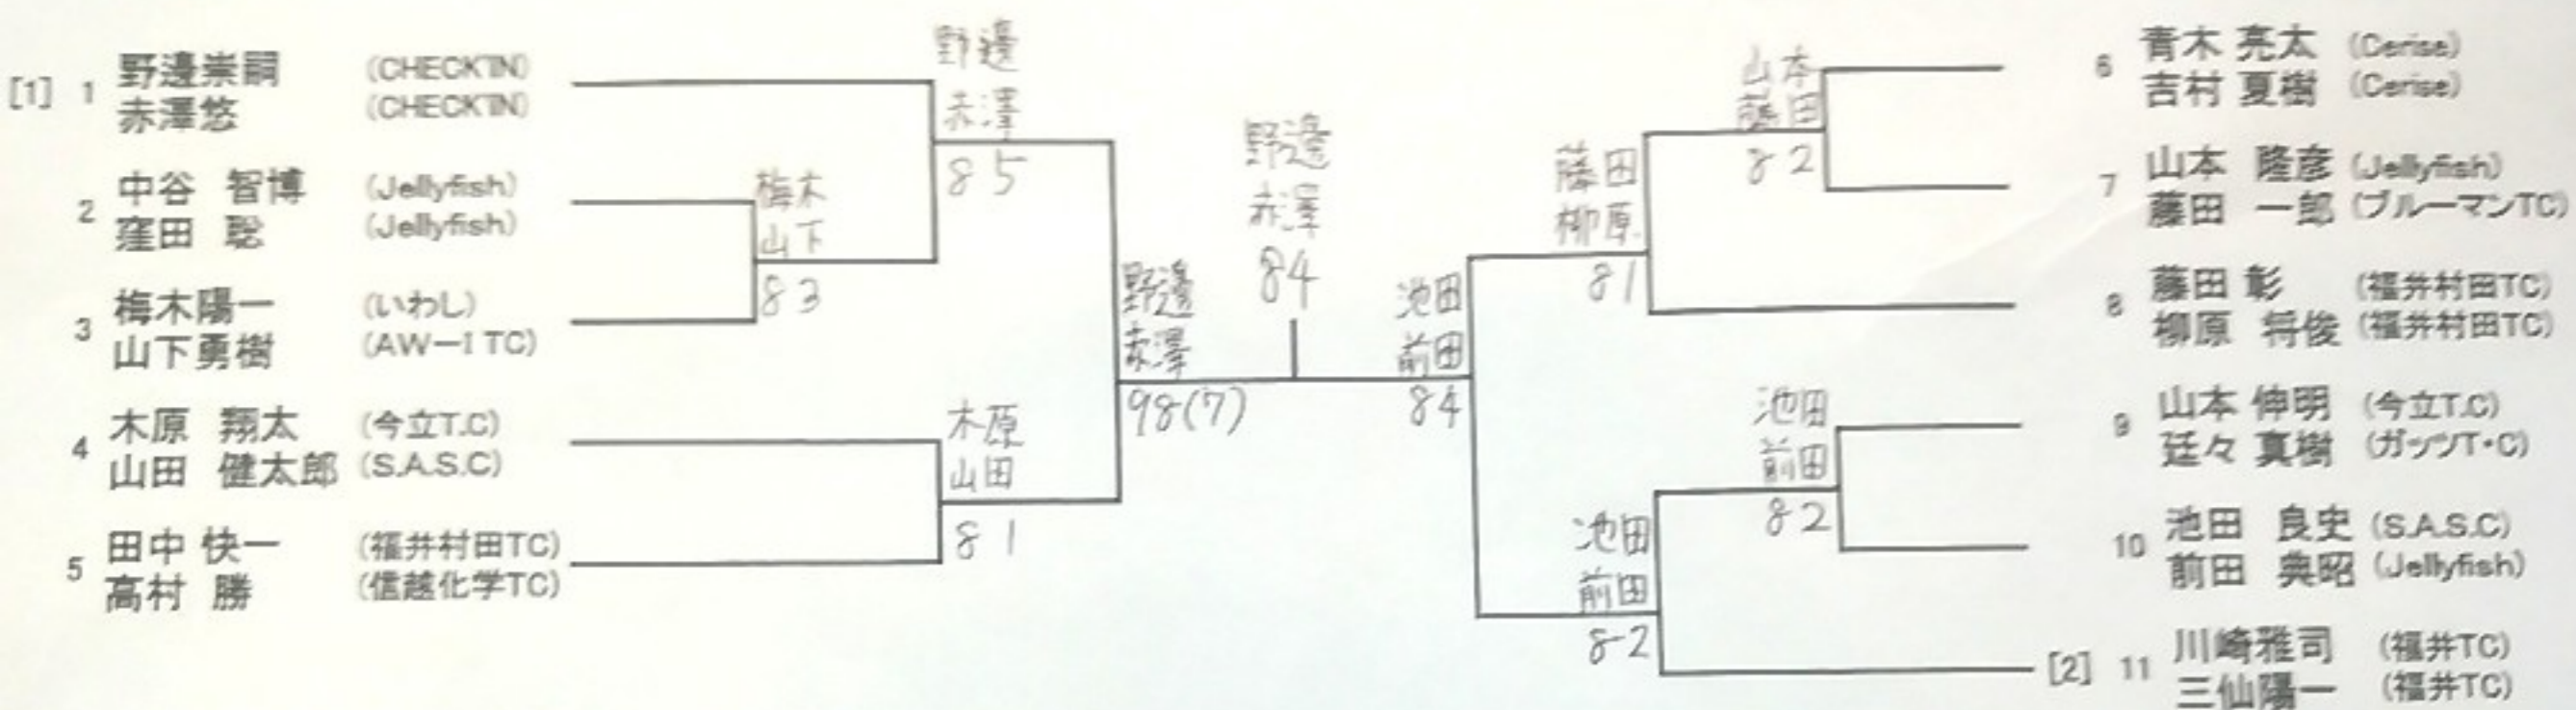 [1] 1 野邊崇嗣 (CHECK'IN)
赤澤悠 (CHECK'IN)
2 中谷 智博 (Jellyfish)
窪田 聡 (Jellyfish)
3 梅木陽一 (いわし)
山下勇樹 (AW－I TC)
4 木原 翔太 (今立T.C)
山田 健太郎 (S.A.S.C)
5 田中 快一 (福井村田TC)
高村 勝 (信越化学TC)
梅木
山下
83
野邊
赤澤
85
木原
山田
81
野邊
赤澤
98(7)
野邊
赤澤
84
池田
前田
84
藤田
柳原
81
池田
前田
82
山本
藤田
82
池田
前田
82
6 青木 亮太 (Cerise)
吉村 夏樹 (Cerise)
7 山本 隆彦 (Jellyfish)
藤田 一郎 (ブルーマンTC)
8 藤田 彰 (福井村田TC)
柳原 将俊 (福井村田TC)
9 山本 伸明 (今立T.C)
廷々 真樹 (ガッツT・C)
10 池田 良史 (S.A.S.C)
前田 典昭 (Jellyfish)
[2] 11 川崎雅司 (福井TC)
三仙陽一 (福井TC)